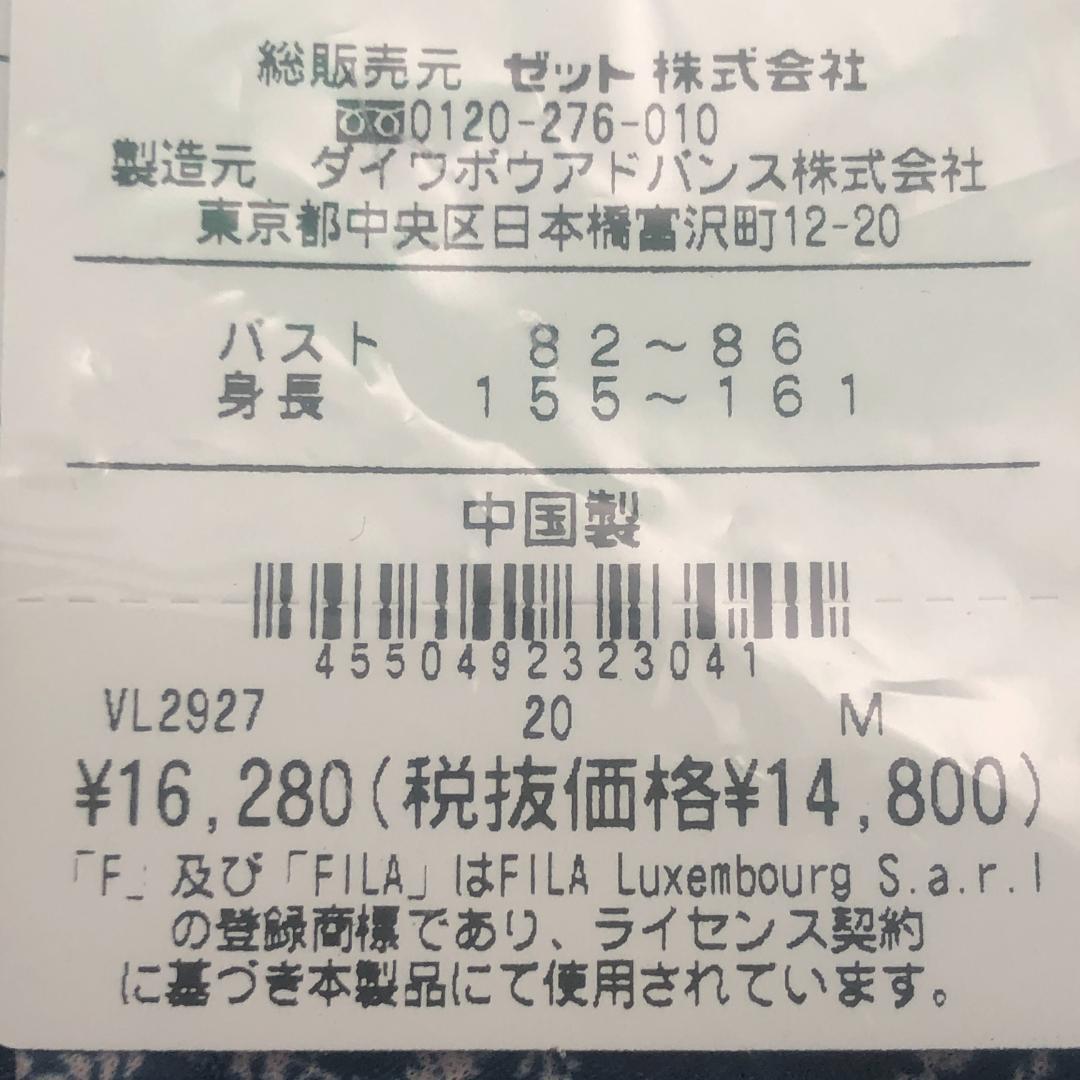 総販売元 ゼット株式会社
0120-276-010
製造元 ダイワボウアドバンス株式会社
東京都中央区日本橋富沢町12-20
バスト 82～86
身長 155～161
中国製
4550492323041
VL2927 20 M
¥16,280(税抜価格¥14,800)
「F」及び「FILA」はFILA Luxembourg S.a.r.l
の登録商標であり、ライセンス契約
に基づき本製品にて使用されています。